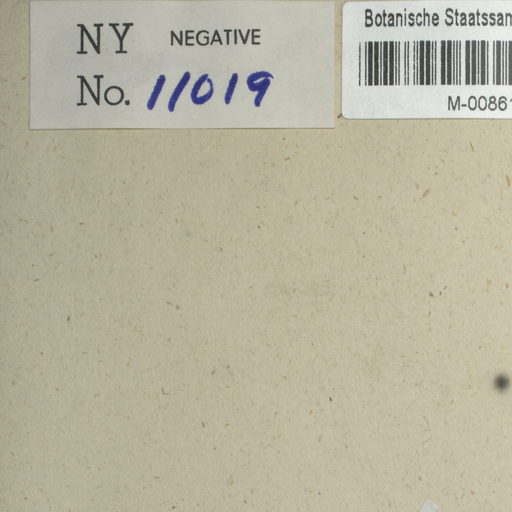 NY NEGATIVE
No. 11019
Botanische Staatssam
M-00861